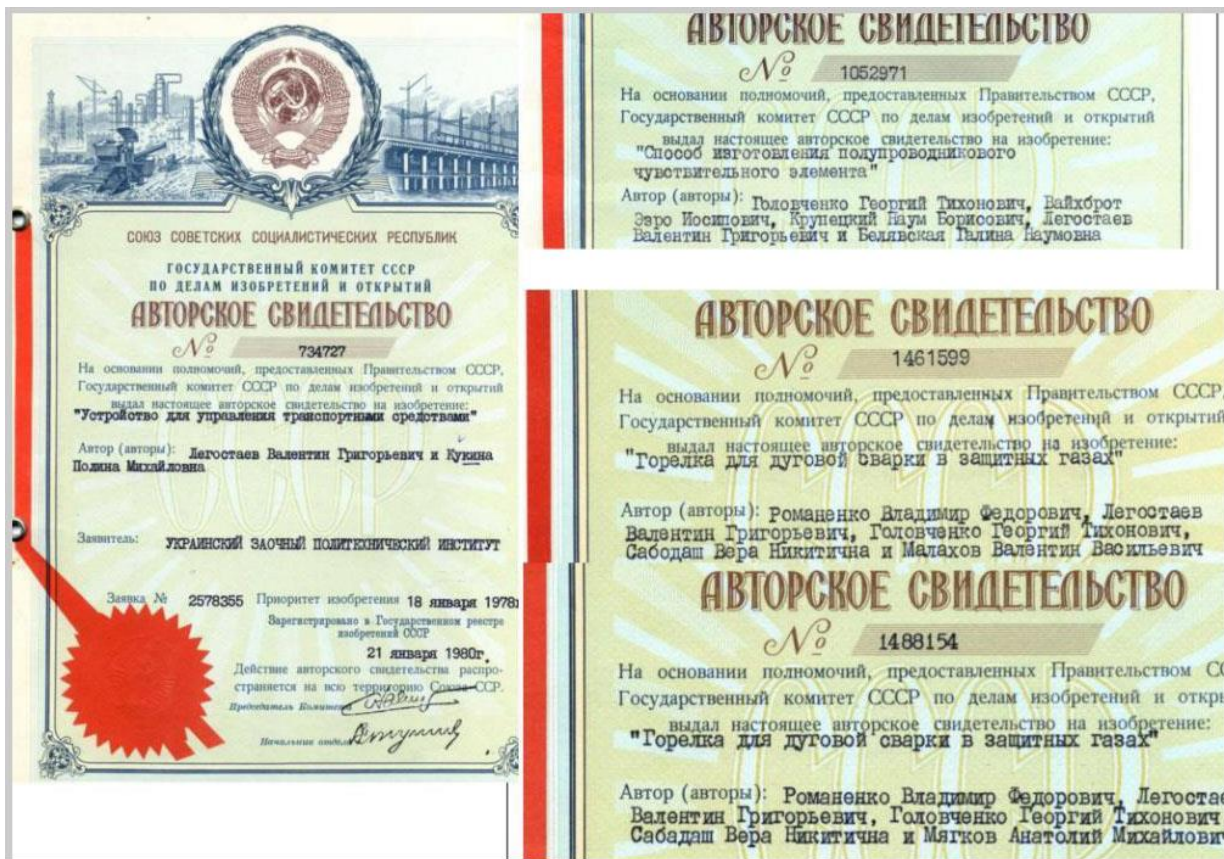 СОЮЗ СОВЕТСКИХ СОЦИАЛИСТИЧЕСКИХ РЕСПУБЛИК
ГОСУДАРСТВЕННЫЙ КОМИТЕТ СССР
ПО ДЕЛАМ ИЗОБРЕТЕНИЙ И ОТКРЫТИЙ
АВТОРСКОЕ СВИДЕТЕЛЬСТВО
№ 734727
На основании полномочий, предоставленных Правительством СССР,
Государственный комитет СССР по делам изобретений и открытий
выдал настоящее авторское свидетельство на изобретение:
"Устройство для управления транспортными средствами"
Автор (авторы): Легостаев Валентин Григорьевич и Кукина
Полина Михайловна
СССР
Заявитель: УКРАИНСКИЙ ЗАОЧНЫЙ ПОЛИТЕХНИЧЕСКИЙ ИНСТИТУТ
Заявка № 2578355 Приоритет изобретения 18 января 1978г
Зарегистрировано в Государственном реестре
изобретений СССР
21 января 1980г.
Действие авторского свидетельства распро-
страняется на всю территорию Союза ССР.
Председатель Комитета
Начальник отдела
АВТОРСКОЕ СВИДЕТЕЛЬСТВО
№ 1052971
На основании полномочий, предоставленных Правительством СССР,
Государственный комитет СССР по делам изобретений и открытий
выдал настоящее авторское свидетельство на изобретение:
"Способ изготовления полупроводникового
чувствительного элемента"
Автор (авторы): Головченко Георгий Тихонович, Вайхброт
Эзро Иосипович, Крупецкий Наум Борисович, Легостаев
Валентин Григорьевич и Белявская Галина Наумовна
АВТОРСКОЕ СВИДЕТЕЛЬСТВО
№ 1461599
На основании полномочий, предоставленных Правительством СССР,
Государственный комитет СССР по делам изобретений и открытий
выдал настоящее авторское свидетельство на изобретение:
"Горелка для дуговой сварки в защитных газах"
Автор (авторы): Романенко Владимир Федорович, Легостаев
Валентин Григорьевич, Головченко Георгий Тихонович,
Сабодаш Вера Никитична и Малахов Валентин Васильевич
АВТОРСКОЕ СВИДЕТЕЛЬСТВО
№ 1488154
На основании полномочий, предоставленных Правительством СС
Государственный комитет СССР по делам изобретений и откры
выдал настоящее авторское свидетельство на изобретение:
"Горелка для дуговой сварки в защитных газах"
Автор (авторы): Романенко Владимир Федорович, Легостае
Валентин Григорьевич, Головченко Георгий Тихонович
Сабадаш Вера Никитична и Мягков Анатолий Михайлови